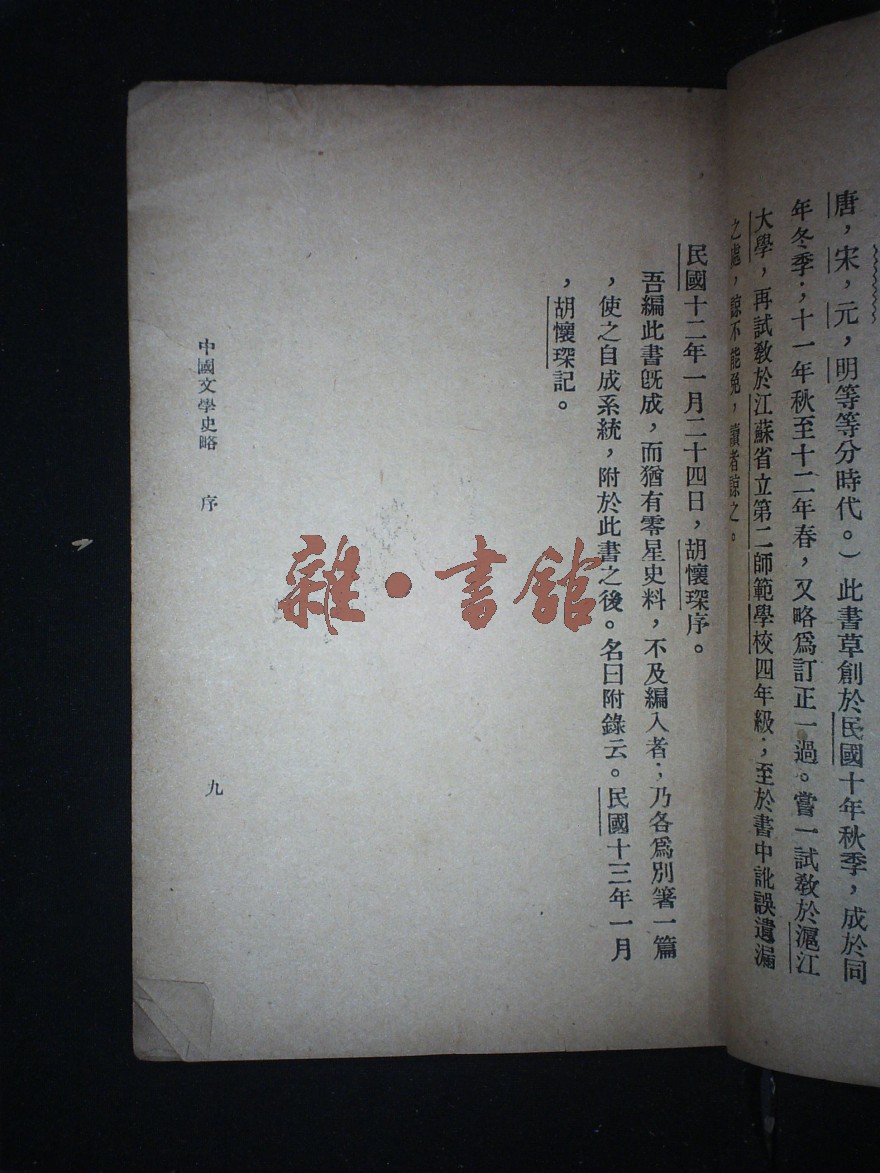 唐，宋，元，明等等分時代。）此書草創於民國十年秋季，成於同
年冬季；十一年秋至十二年春，又略爲訂正一過。嘗一試敎於滬江
大學，再試敎於江蘇省立第二師範學校四年級；至於書中訛誤遺漏
之處，諒不能免，讀者諒之。
民國十二年一月二十四日，胡懷琛序。
吾編此書旣成，而猶有零星史料，不及編入者；乃各爲別箸一篇
，使之自成系統，附於此書之後。名曰附錄云。民國十三年一月
，胡懷琛記。
中國文學史略　序
九
雜·書館